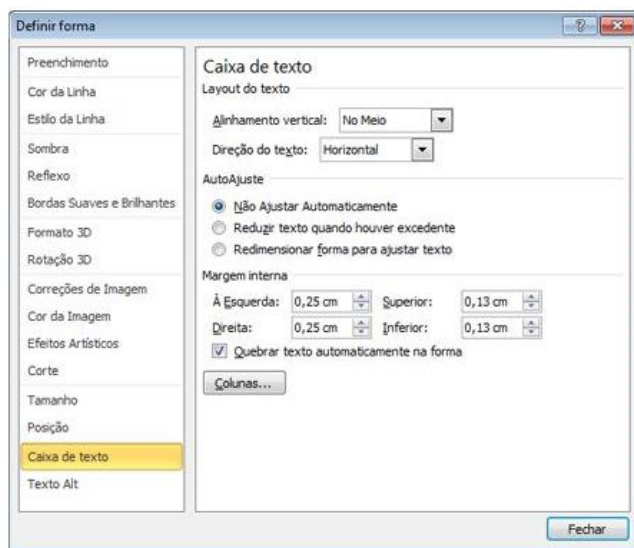 Definir forma
Preenchimento
Cor da Linha
Estilo da Linha
Sombra
Reflexo
Bordas Suaves e Brilhantes
Formato 3D
Rotação 3D
Correções de Imagem
Cor da Imagem
Efeitos Artísticos
Corte
Tamanho
Posição
Caixa de texto
Texto Alt
Caixa de texto
Layout do texto
Alinhamento vertical: No Meio
Direção do texto: Horizontal
AutoAjuste
Não Ajustar Automaticamente
Reduzir texto quando houver excedente
Redimensionar forma para ajustar texto
Margem interna
À Esquerda: 0,25 cm Superior: 0,13 cm
Direita: 0,25 cm Inferior: 0,13 cm
Quebrar texto automaticamente na forma
Colunas...
Fechar